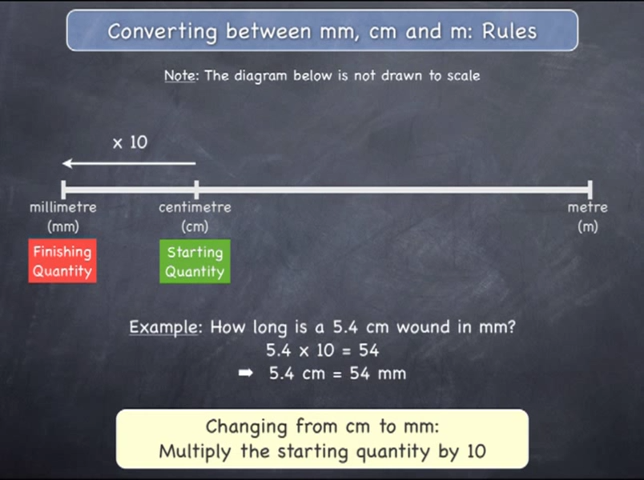 Converting between mm, cm and m: Rules
Note: The diagram below is not drawn to scale
x 10
millimetre
(mm)
centimetre
(cm)
metre
(m)
Finishing
Quantity
Starting
Quantity
Example: How long is a 5.4 cm wound in mm?
5.4 x 10 = 54
➡ 5.4 cm = 54 mm
Changing from cm to mm:
Multiply the starting quantity by 10